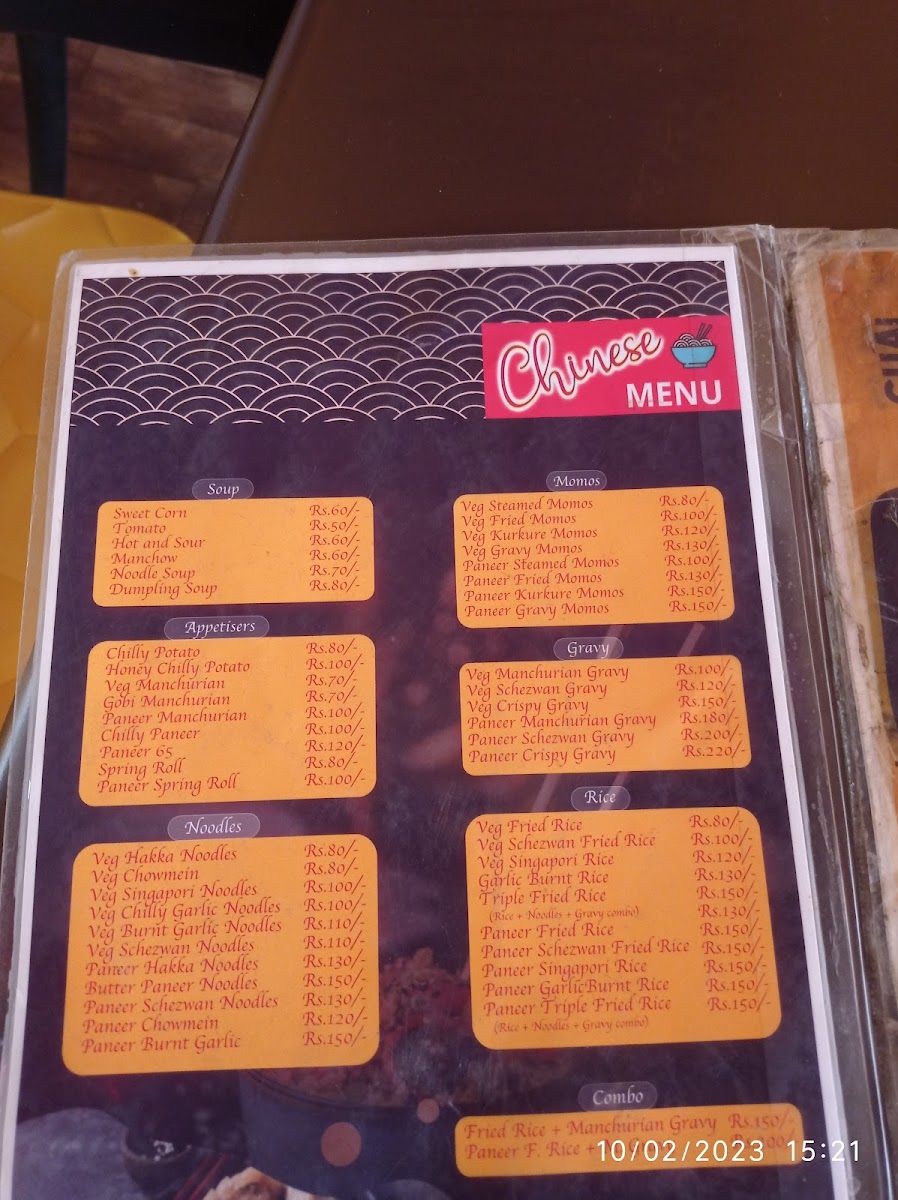 Chinese
MENU
Soup
Sweet Corn Rs.60/-
Tomato Rs.50/-
Hot and Sour Rs.60/-
Manchow Rs.60/-
Noodle Soup Rs.70/-
Dumpling Soup Rs.80/-
Appetisers
Chilly Potato Rs.80/-
Honey Chilly Potato Rs.100/-
Veg Manchurian Rs.70/-
Gobi Manchurian Rs.70/-
Paneer Manchurian Rs.100/-
Chilly Paneer Rs.100/-
Paneer 65 Rs.120/-
Spring Roll Rs.80/-
Paneer Spring Roll Rs.100/-
Noodles
Veg Hakka Noodles Rs.80/-
Veg Chowmein Rs.80/-
Veg Singapori Noodles Rs.100/-
Veg Chilly Garlic Noodles Rs.100/-
Veg Burnt Garlic Noodles Rs.110/-
Veg Schezwan Noodles Rs.110/-
Paneer Hakka Noodles Rs.130/-
Butter Paneer Noodles Rs.150/-
Paneer Schezwan Noodles Rs.130/-
Paneer Chowmein Rs.120/-
Paneer Burnt Garlic Rs.150/-
Momos
Veg Steamed Momos Rs.80/-
Veg Fried Momos Rs.100/-
Veg Kurkure Momos Rs.120/-
Veg Gravy Momos Rs.130/-
Paneer Steamed Momos Rs.100/-
Paneer Fried Momos Rs.130/-
Paneer Kurkure Momos Rs.150/-
Paneer Gravy Momos Rs.150/-
Gravy
Veg Manchurian Gravy Rs.100/-
Veg Schezwan Gravy Rs.120/-
Veg Crispy Gravy Rs.150/-
Paneer Manchurian Gravy Rs.180/-
Paneer Schezwan Gravy Rs.200/-
Paneer Crispy Gravy Rs.220/-
Rice
Veg Fried Rice Rs.80/-
Veg Schezwan Fried Rice Rs.100/-
Veg Singapori Rice Rs.120/-
Garlic Burnt Rice Rs.130/-
Triple Fried Rice Rs.150/-
(Rice + Noodles + Gravy combo)
Paneer Fried Rice Rs.130/-
Paneer Schezwan Fried Rice Rs.150/-
Paneer Singapori Rice Rs.150/-
Paneer GarlicBurnt Rice Rs.150/-
Paneer Triple Fried Rice Rs.150/-
(Rice + Noodles + Gravy combo)
Combo
Fried Rice + Manchurian Gravy Rs.150/-
Paneer F. Rice +
10/02/2023 15:21